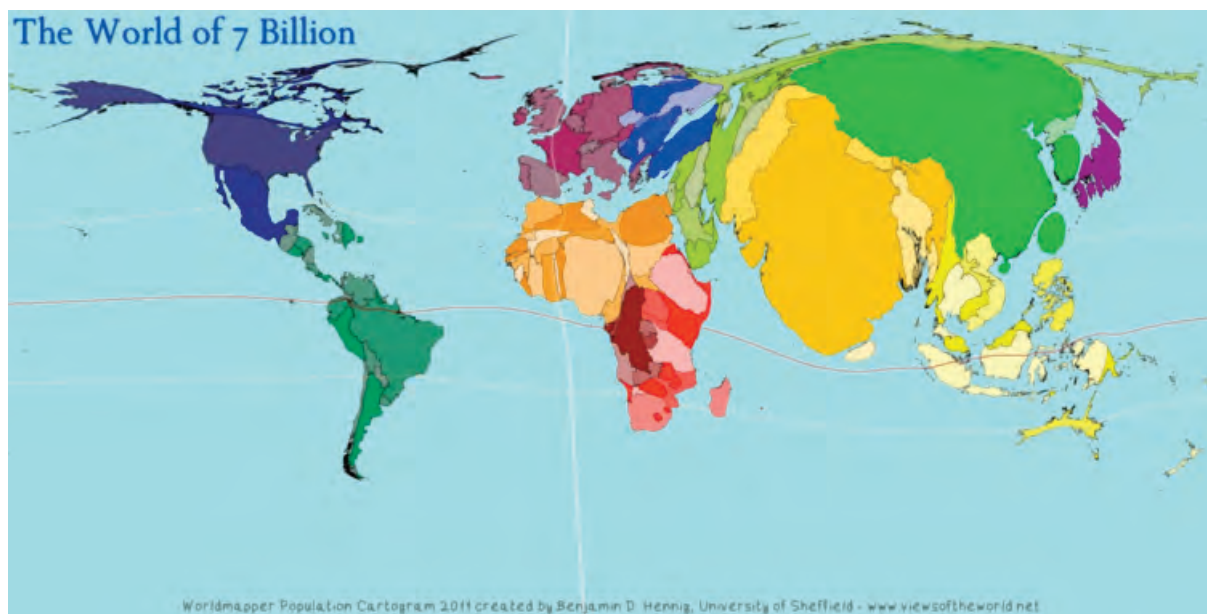 The World of 7 Billion
Worldmapper Population Cartogram 2011 created by Benjamin D. Hennig, University of Sheffield - www.viewsoftheworld.net